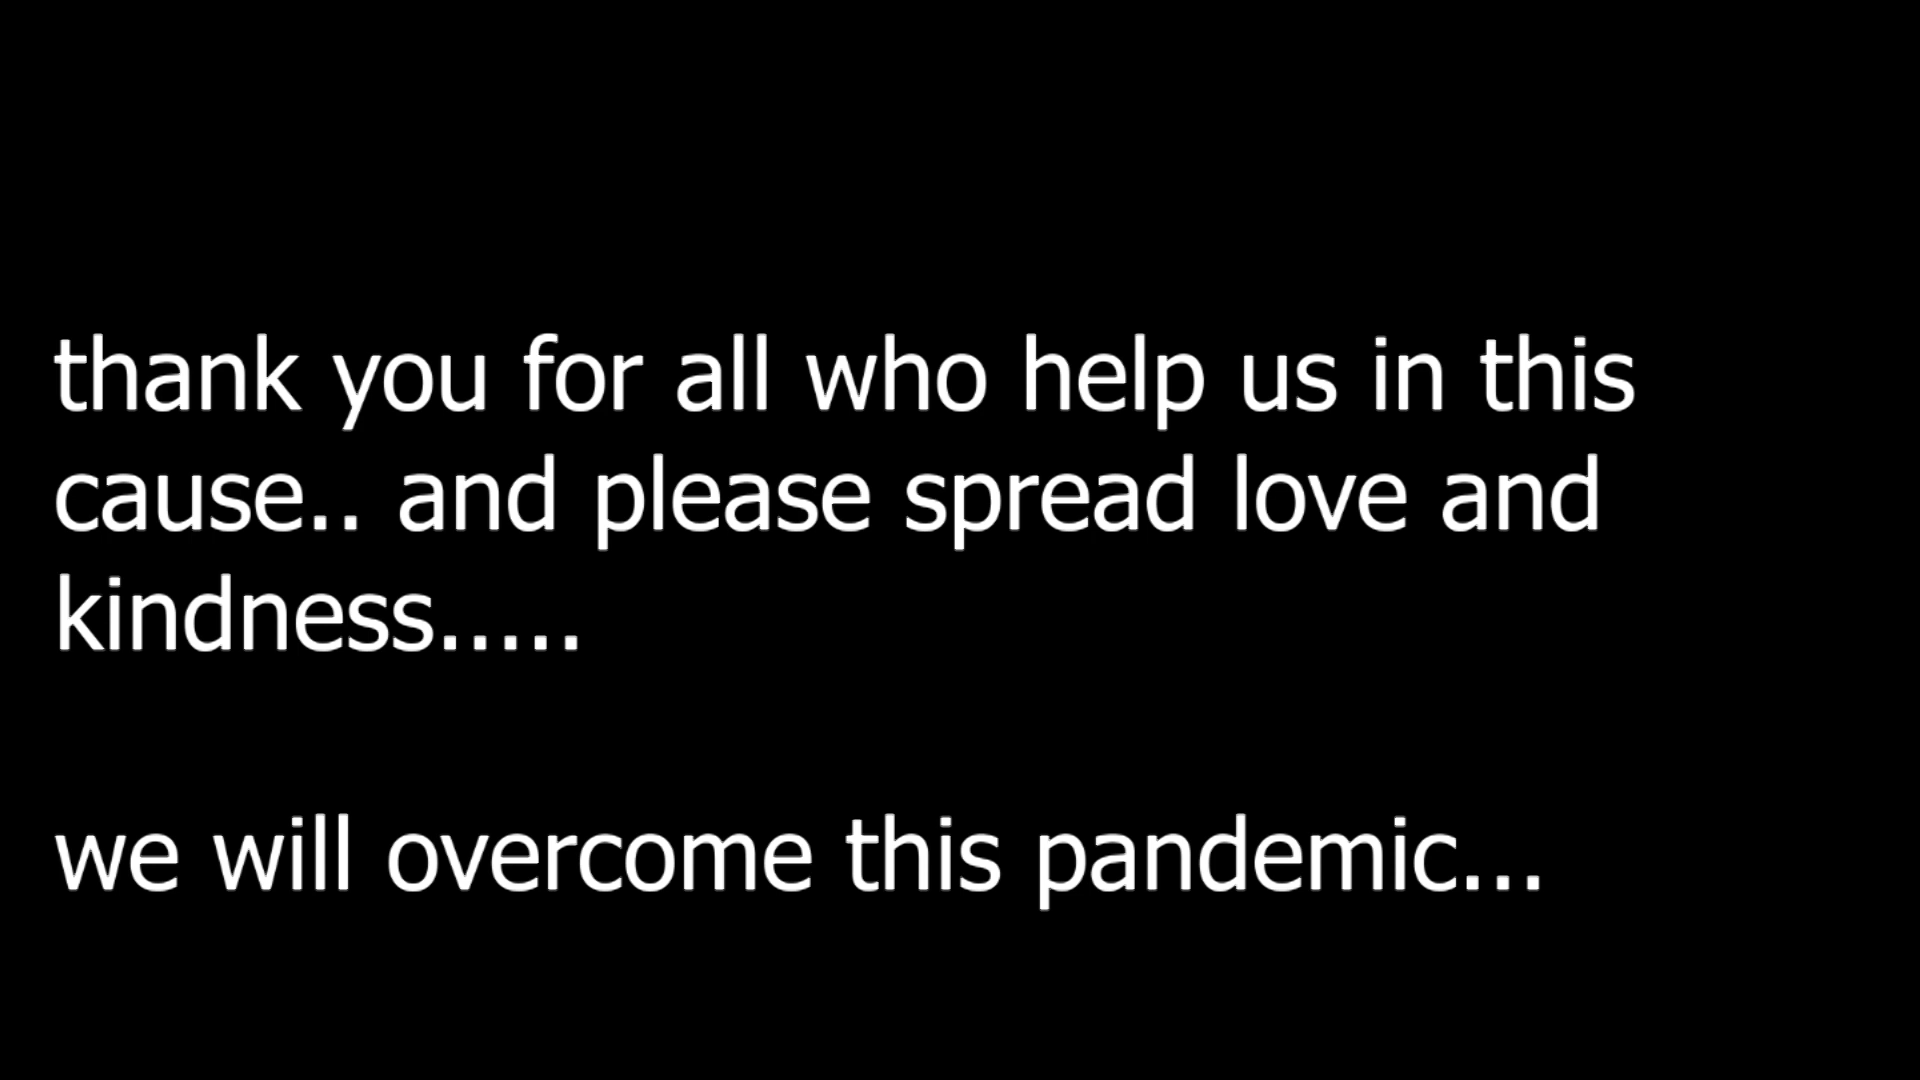 thank you for all who help us in this
cause.. and please spread love and
kindness.....
we will overcome this pandemic...